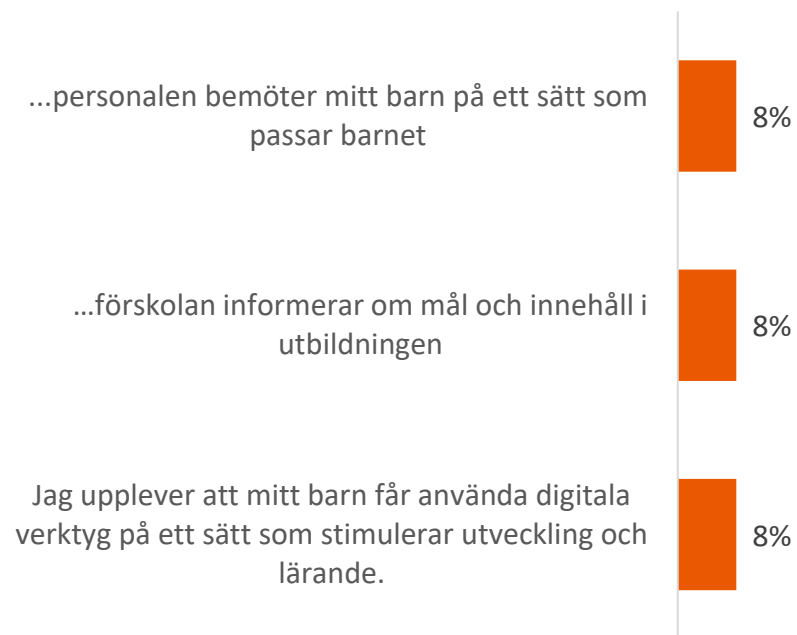 ...personalen bemöter mitt barn på ett sätt som
passar barnet
8%
...förskolan informerar om mål och innehåll i
utbildningen
8%
Jag upplever att mitt barn får använda digitala
verktyg på ett sätt som stimulerar utveckling och
lärande.
8%